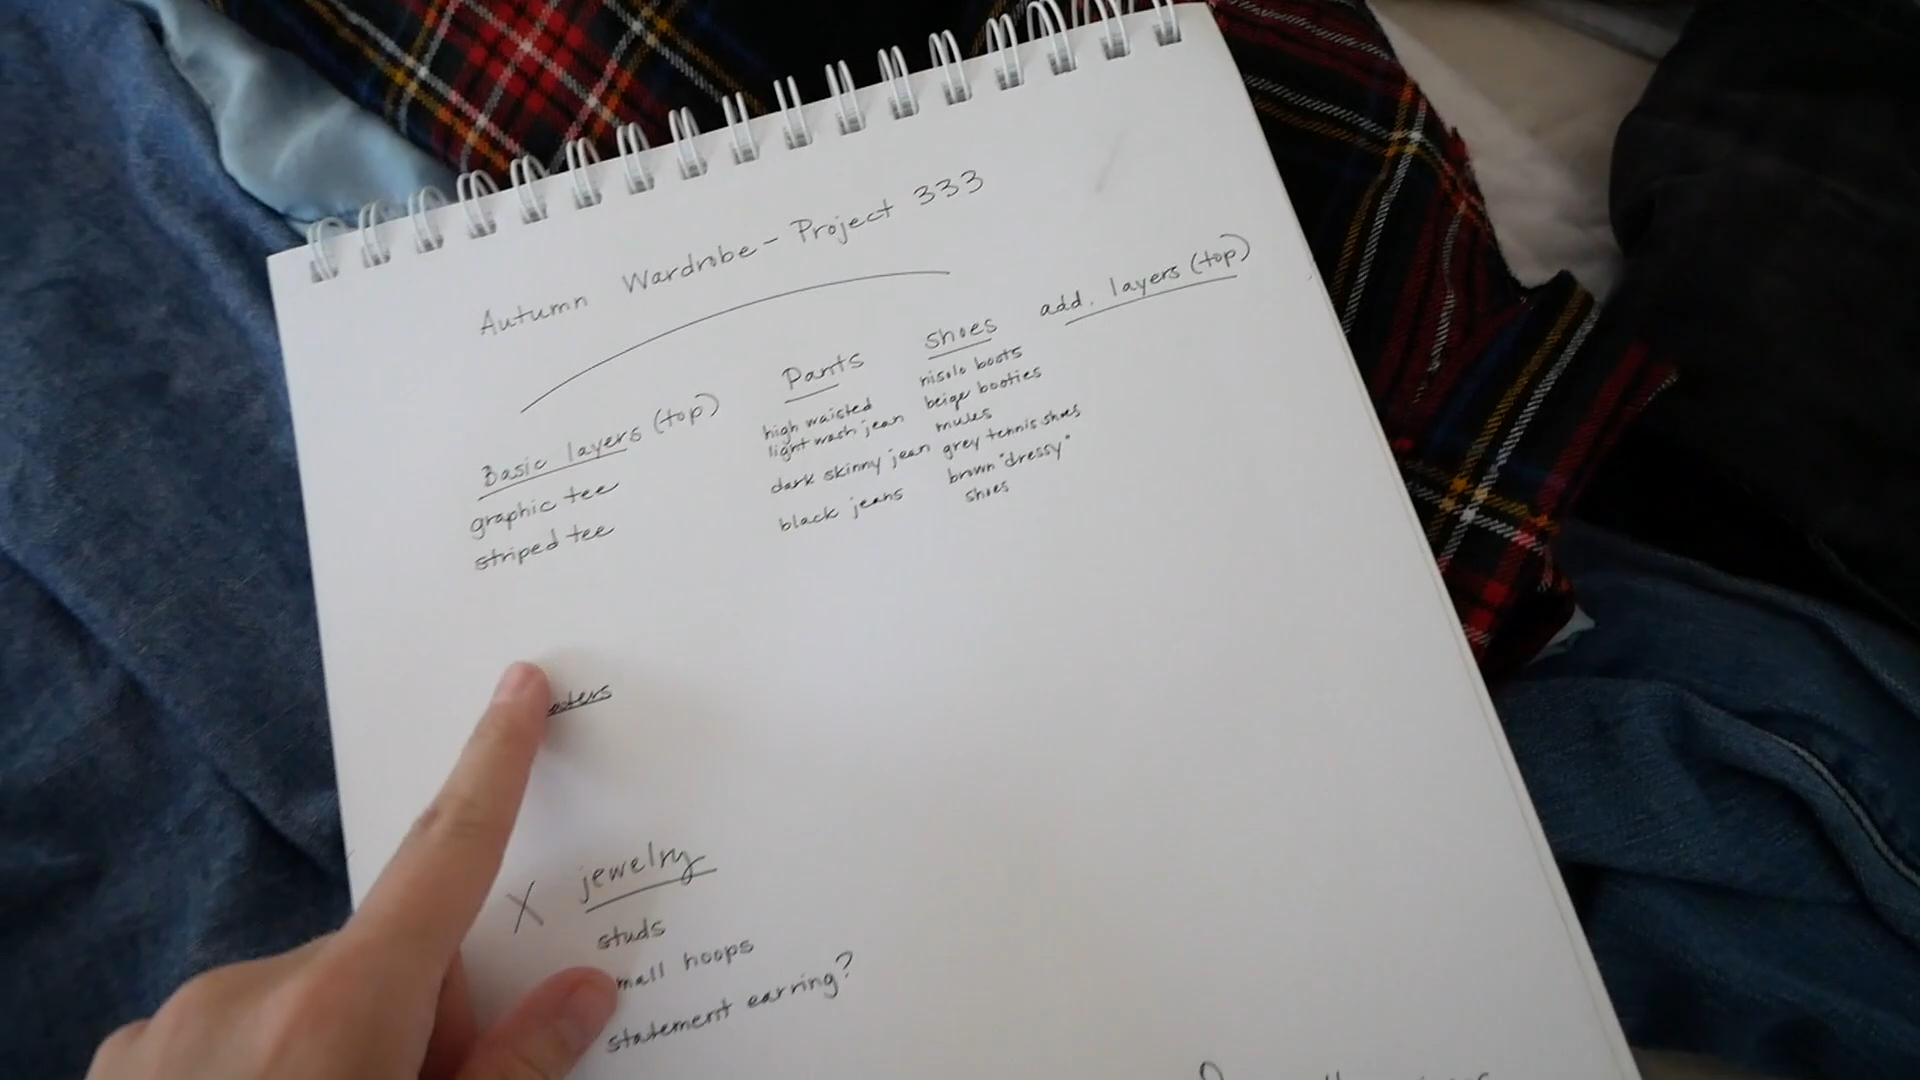 Autumn Wardrobe - Project 333
Basic layers (top)
graphic tee
striped tee
Pants
high waisted
light wash jean
dark skinny jean
black jeans
shoes
nisolo boots
beige booties
mules
grey tennis shoes
brown "dressy"
shoes
add. layers (top)
X jewelry
studs
small hoops
statement earring?